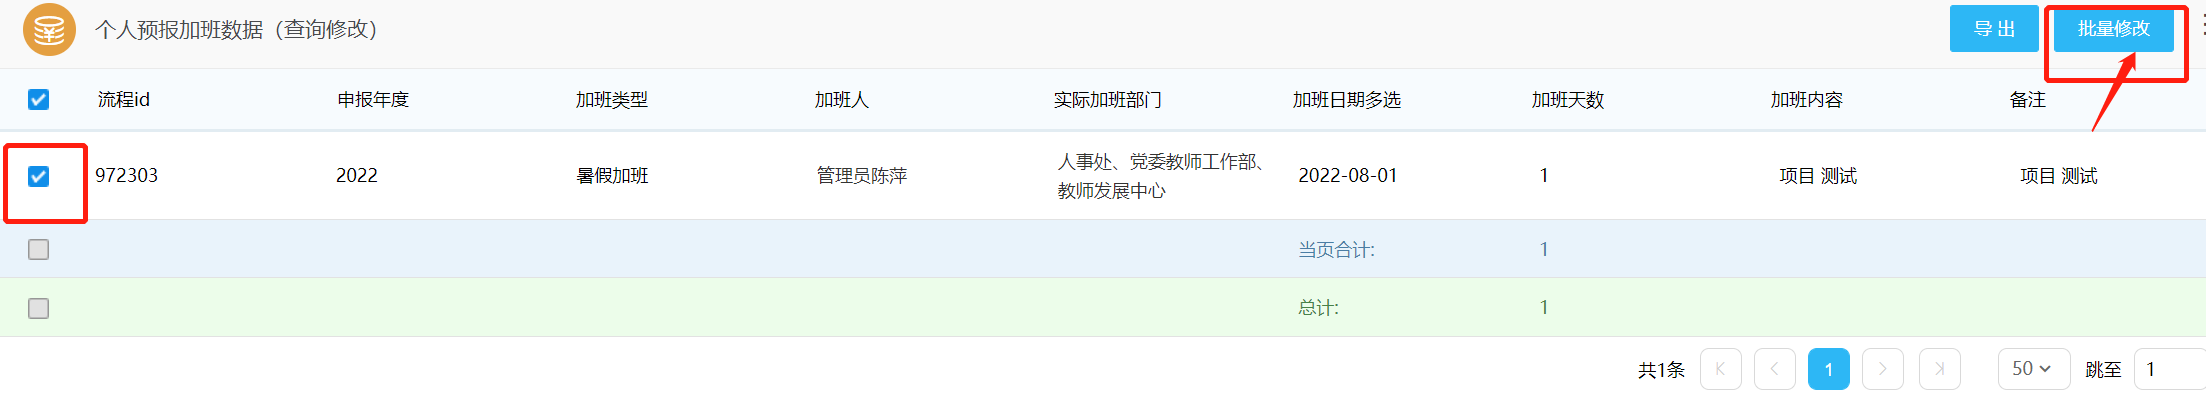 个人预报加班数据（查询修改）
导 出
批量修改
流程id
申报年度
加班类型
加班人
实际加班部门
加班日期多选
加班天数
加班内容
备注
972303
2022
暑假加班
管理员陈萍
人事处、党委教师工作部、
教师发展中心
2022-08-01
1
项目 测试
项目 测试
当页合计:
1
总计:
1
共1条
1
50
跳至
1